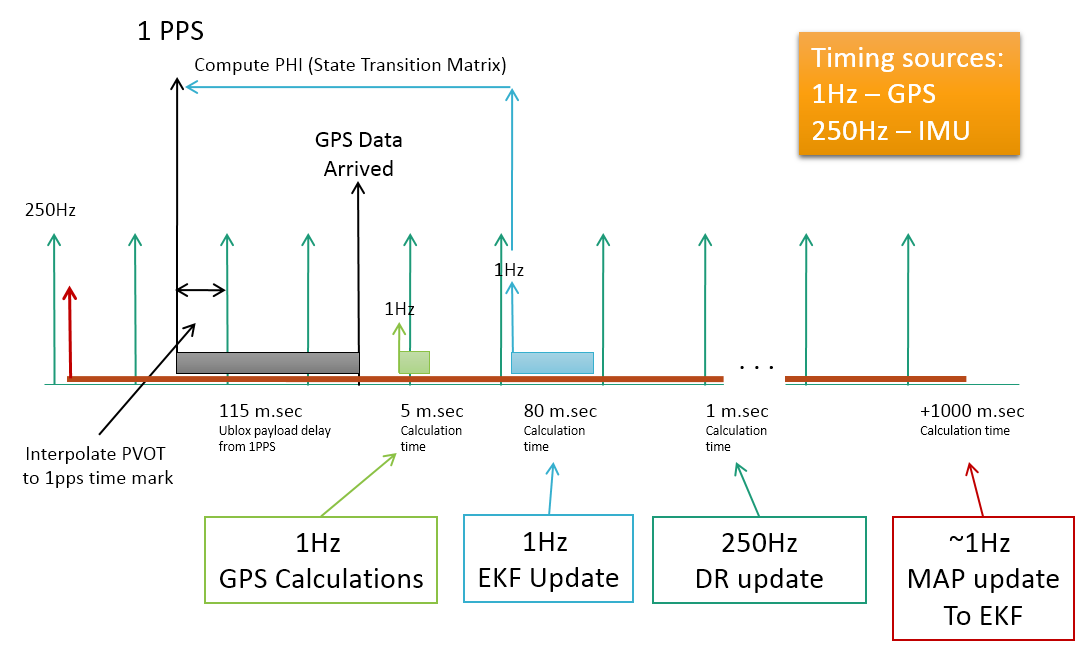 1 PPS
Compute PHI (State Transition Matrix)
Timing sources:
1Hz – GPS
250Hz – IMU
GPS Data
Arrived
250Hz
1Hz
1Hz
. . .
115 m.sec
Ublox payload delay
from 1PPS
5 m.sec
Calculation
time
80 m.sec
Calculation
time
1 m.sec
Calculation
time
+1000 m.sec
Calculation time
Interpolate PVOT
to 1pps time mark
1Hz
GPS Calculations
1Hz
EKF Update
250Hz
DR update
~1Hz
MAP update
To EKF